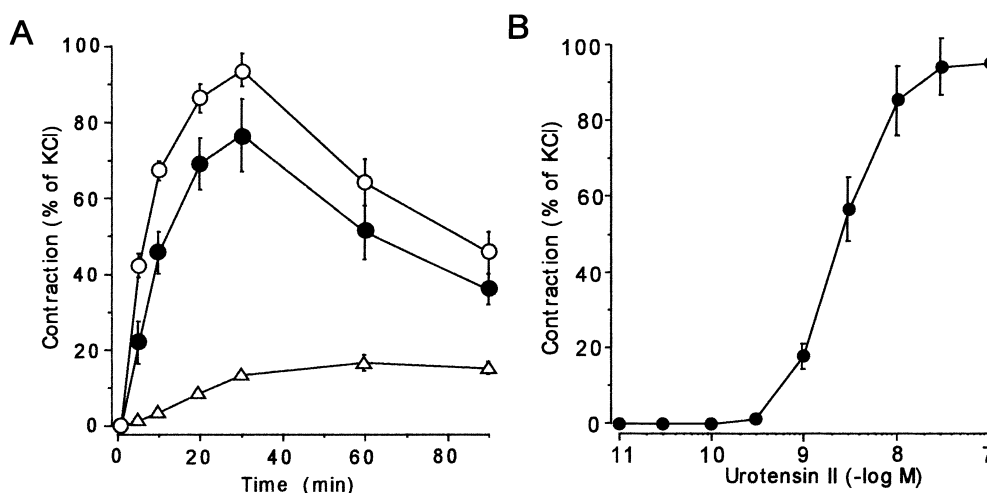 A
100
80
60
40
20
0
Contraction (% of KCl)
0 20 40 60 80
Time (min)
B
100
80
60
40
20
0
Contraction (% of KCl)
11 10 9 8 7
Urotensin II (-log M)